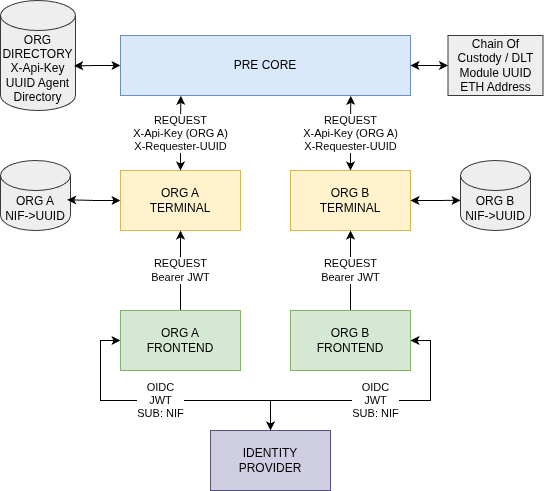 ORG
DIRECTORY
X-Api-Key
UUID Agent
Directory
PRE CORE
Chain Of
Custody / DLT
Module UUID
ETH Address
REQUEST
X-Api-Key (ORG A)
X-Requester-UUID
REQUEST
X-Api-Key (ORG A)
X-Requester-UUID
ORG A
NIF->UUID
ORG A
TERMINAL
ORG B
TERMINAL
ORG B
NIF->UUID
REQUEST
Bearer JWT
REQUEST
Bearer JWT
ORG A
FRONTEND
ORG B
FRONTEND
OIDC
JWT
SUB: NIF
OIDC
JWT
SUB: NIF
IDENTITY
PROVIDER